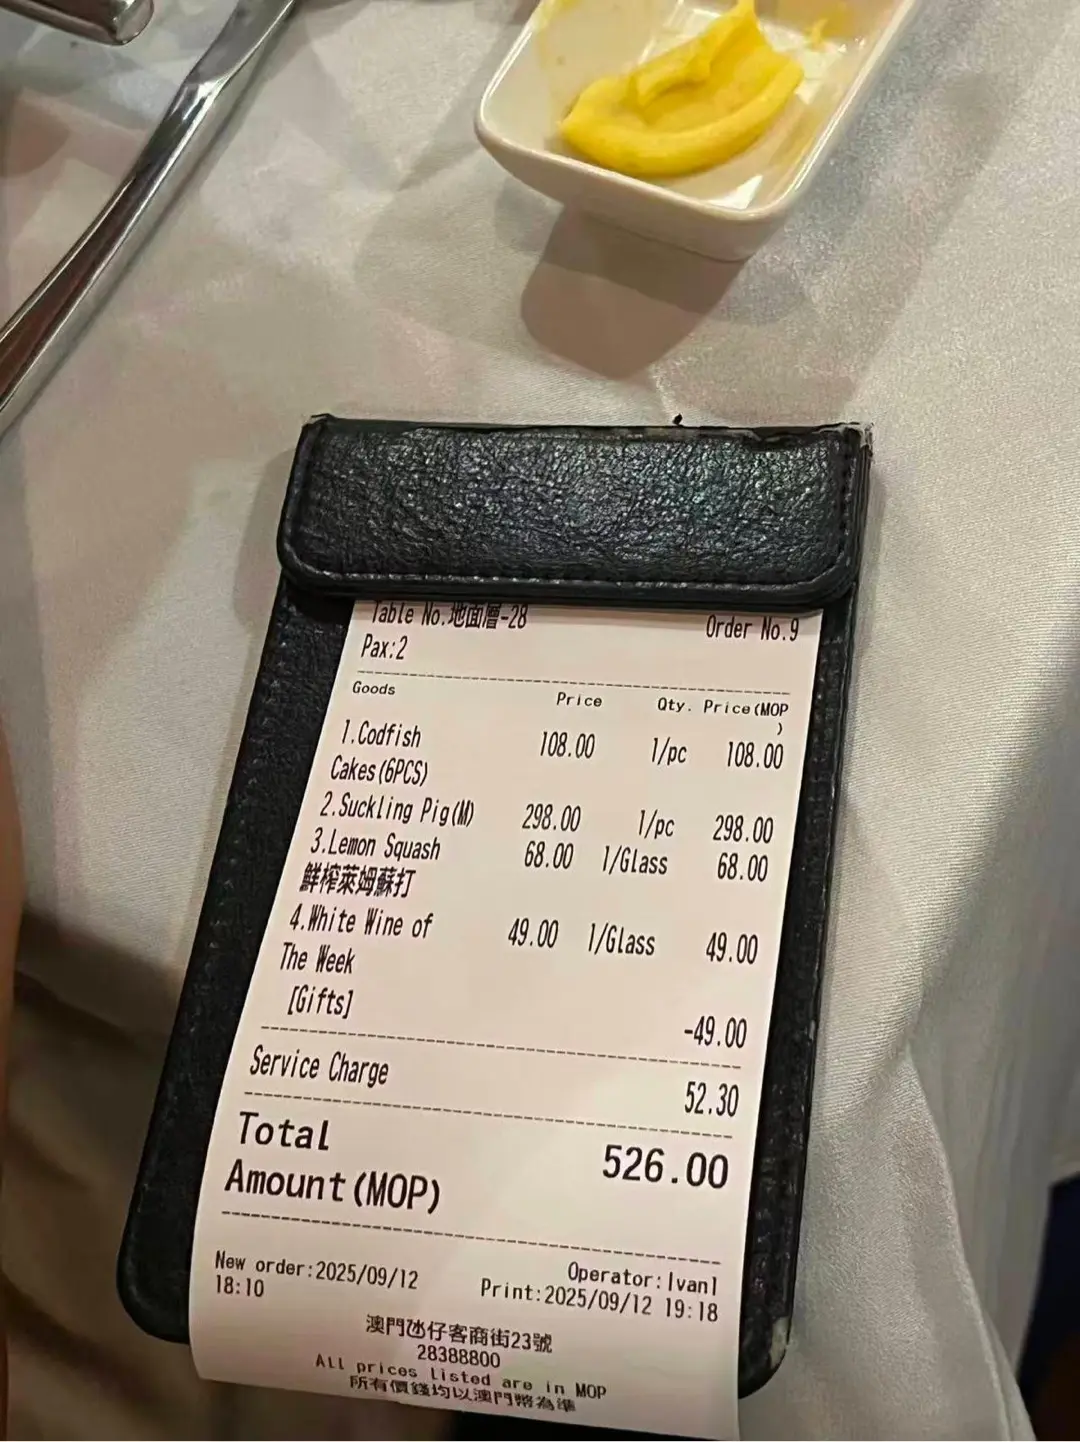 Table No.地面層-28 Order No.9
Pax:2
Goods Price Qty. Price(MOP
)
1.Codfish 108.00 1/pc 108.00
Cakes(6PCS)
2.Suckling Pig(M) 298.00 1/pc 298.00
3.Lemon Squash 68.00 1/Glass 68.00
鮮榨萊姆蘇打
4.White Wine of 49.00 1/Glass 49.00
The Week
[Gifts] -49.00
Service Charge 52.30
Total 526.00
Amount(MOP)
New order:2025/09/12 Operator:Ivan1
18:10 Print:2025/09/12 19:18
澳門氹仔客商街23號
28388800
All prices listed are in MOP
所有價錢均以澳門幣為準